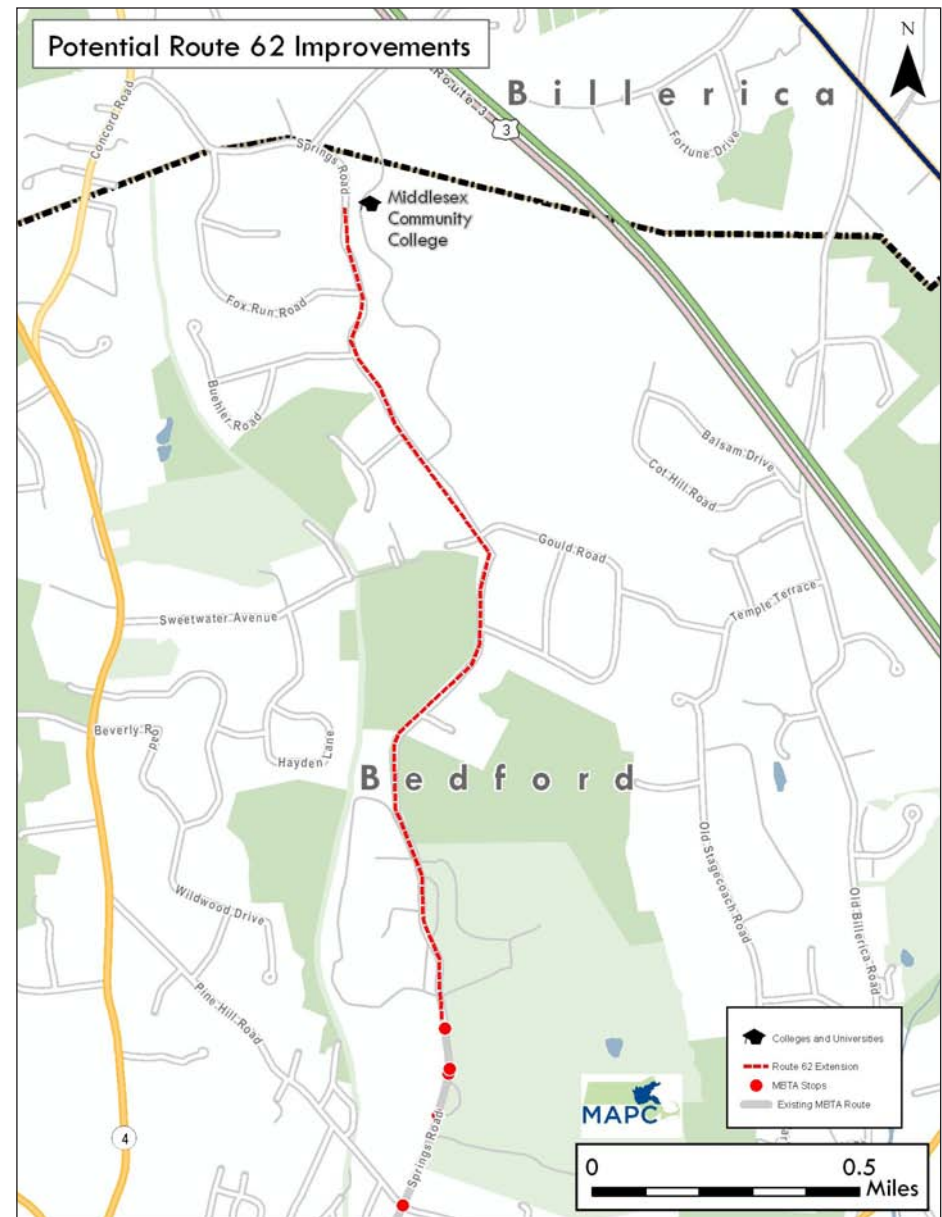 Potential Route 62 Improvements
N
Billerica
Route 3
3
Concord Road
Fortune Drive
Springs Road
Middlesex
Community
College
Fox Run Road
Buehler Road
Balsam Drive
Cot Hill Road
Gould Road
Temple Terrace
Sweetwater Avenue
Beverly R
oad
Hayden Lane
Bedford
Wildwood Drive
Old Stagecoach Road
Old Billerica Road
Pine Hill Road
Springs Road
4
Colleges and Universities
Route 62 Extension
MBTA Stops
Existing MBTA Route
MAPC
0 0.5
Miles